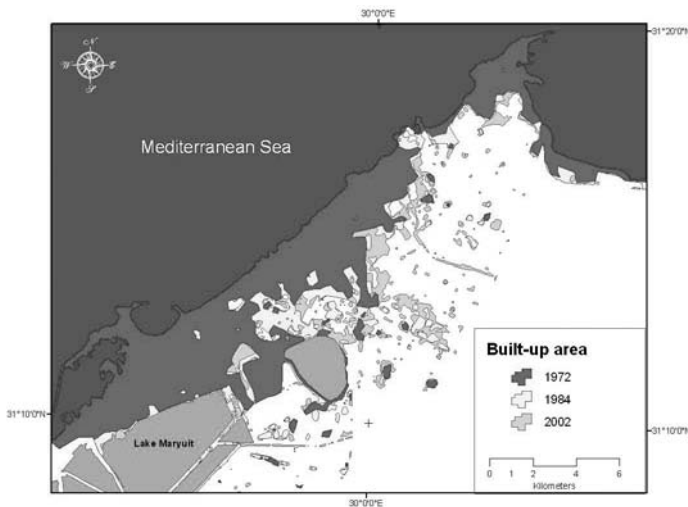 30°0'0"E
31°20'0"N
N
W E
S
Mediterranean Sea
Built-up area
1972
1984
2002
31°10'0"N
31°10'0"N
Lake Maryuit
0 1 2 4 6
Kilometers
30°0'0"E